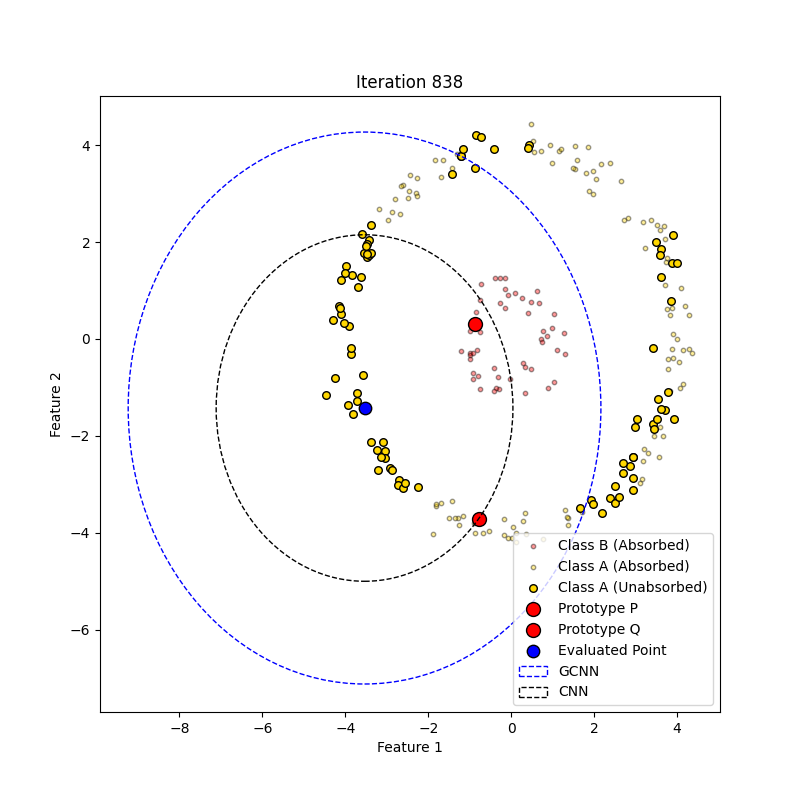 Iteration 838
Feature 2
4
2
0
−2
−4
−6
−8
−6
−4
−2
0
2
4
Feature 1
Class B (Absorbed)
Class A (Absorbed)
Class A (Unabsorbed)
Prototype P
Prototype Q
Evaluated Point
GCNN
CNN